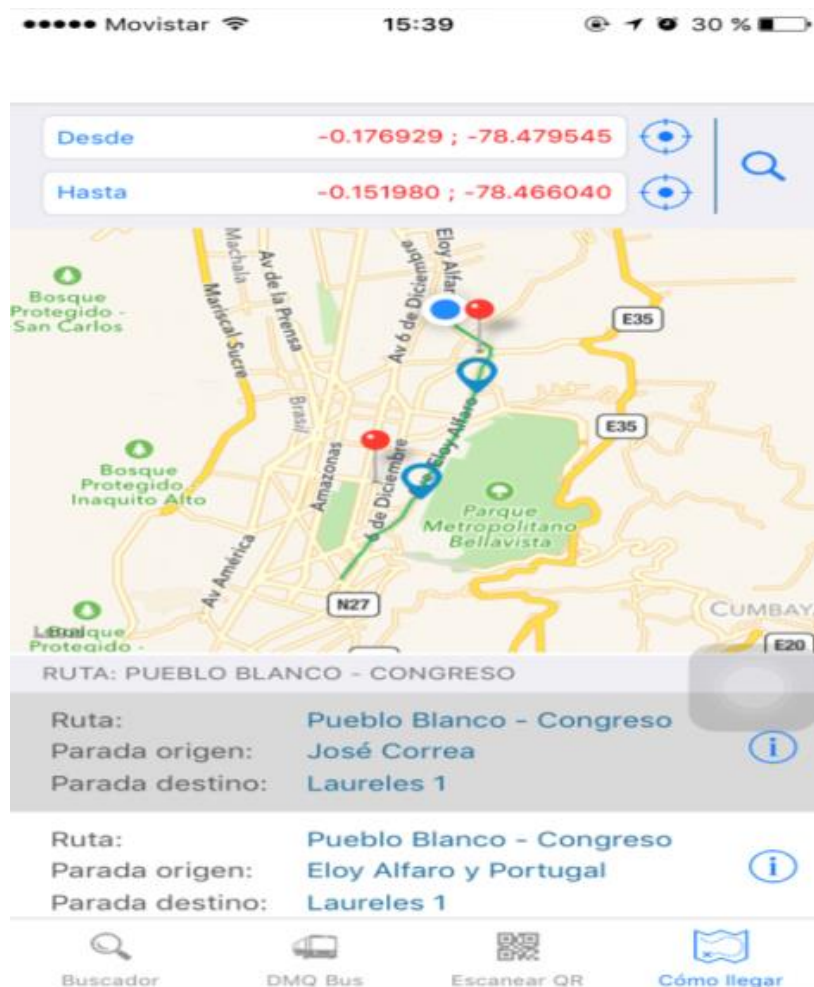 Movistar 15:39 30 %
Desde -0.176929 ; -78.479545
Hasta -0.151980 ; -78.466040
Machala
Av de la Prensa
Mariscal Sucre
Av 6 de Diciembre
Eloy Alfar
Bosque
Protegido -
San Carlos
E35
Brasil
Amazonas
6 de Diciembre
Eloy Alfaro
E35
Bosque
Protegido
Inaquito Alto
Parque
Metropolitano
Bellavista
Av América
N27
CUMBAY
E20
Protegido -
RUTA: PUEBLO BLANCO - CONGRESO
Ruta: Pueblo Blanco - Congreso
Parada origen: José Correa
Parada destino: Laureles 1
Ruta: Pueblo Blanco - Congreso
Parada origen: Eloy Alfaro y Portugal
Parada destino: Laureles 1
Buscador DMQ Bus Escanear QR Cómo llegar